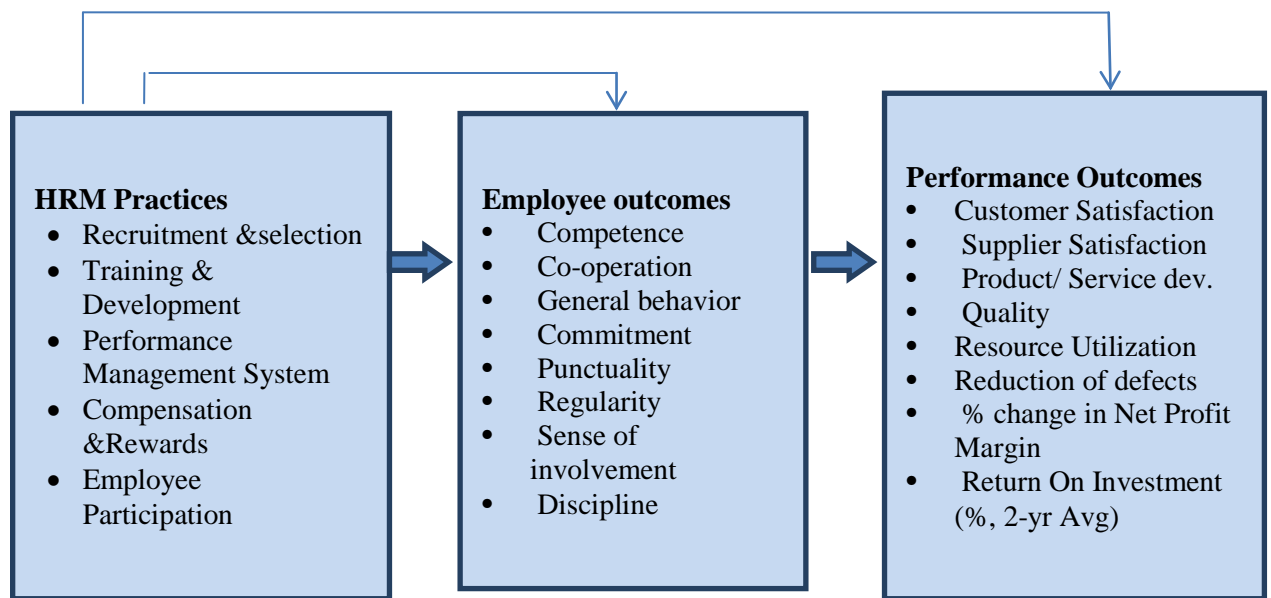 HRM Practices
• Recruitment &selection
• Training &
Development
• Performance
Management System
• Compensation
&Rewards
• Employee
Participation
Employee outcomes
• Competence
• Co-operation
• General behavior
• Commitment
• Punctuality
• Regularity
• Sense of
involvement
• Discipline
Performance Outcomes
• Customer Satisfaction
• Supplier Satisfaction
• Product/ Service dev.
• Quality
• Resource Utilization
• Reduction of defects
• % change in Net Profit
Margin
• Return On Investment
(%, 2-yr Avg)